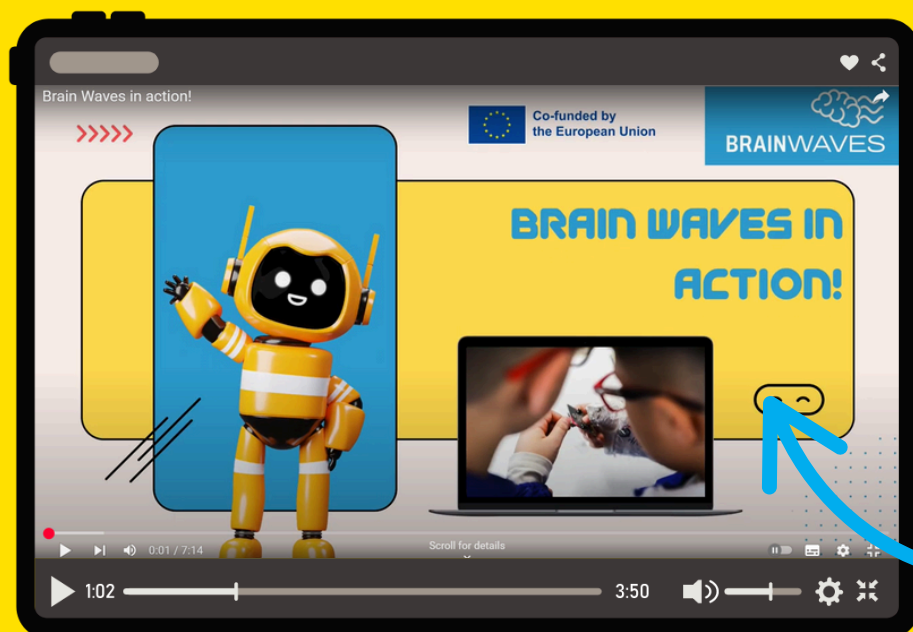 Brain Waves in action!
Co-funded by
the European Union
BRAINWAVES
BRAIN WAVES IN
ACTION!
0:01 / 7:14
Scroll for details
1:02
3:50